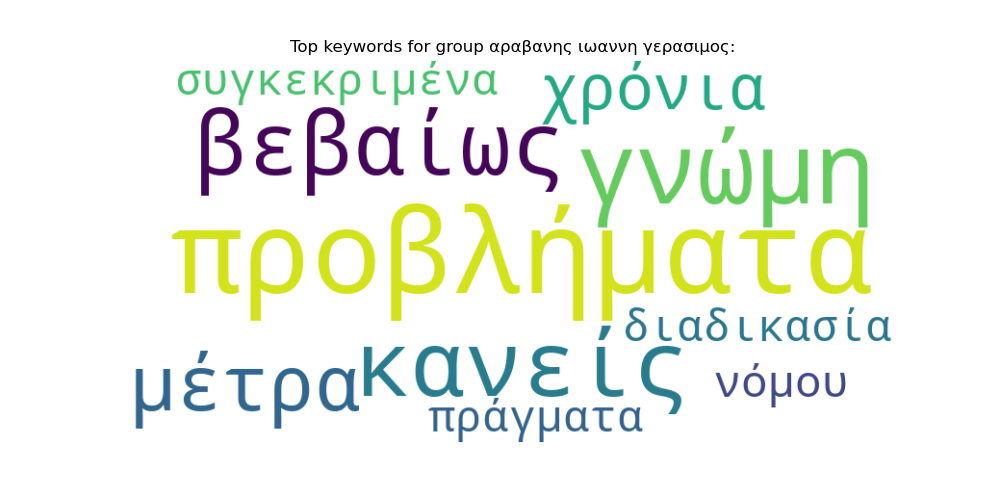 Top keywords for group αραβανης ιωαννη γερασιμος:
συγκεκριμένα χρόνια
βεβαίως γνώμη
προβλήματα
διαδικασία
μέτρα κανείς νόμου
πράγματα